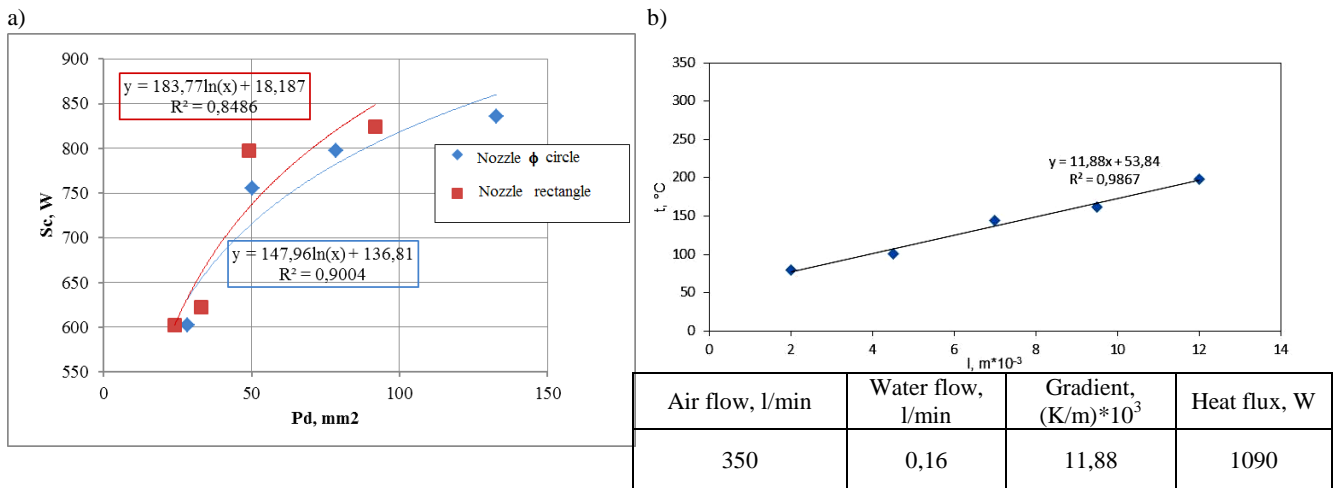 a)
900
850
800
750
700
650
600
550
Sc, W
y = 183,77ln(x) + 18,187
R² = 0,8486
Nozzle ϕ circle
Nozzle rectangle
y = 147,96ln(x) + 136,81
R² = 0,9004
0 50 100 150
Pd, mm2
b)
350
300
250
200
150
100
50
0
t, °C
y = 11,88x + 53,84
R² = 0,9867
0 2 4 6 8 10 12 14
l, m*10⁻³
Air flow, l/min Water flow, l/min Gradient, (K/m)*10³ Heat flux, W
350 0,16 11,88 1090